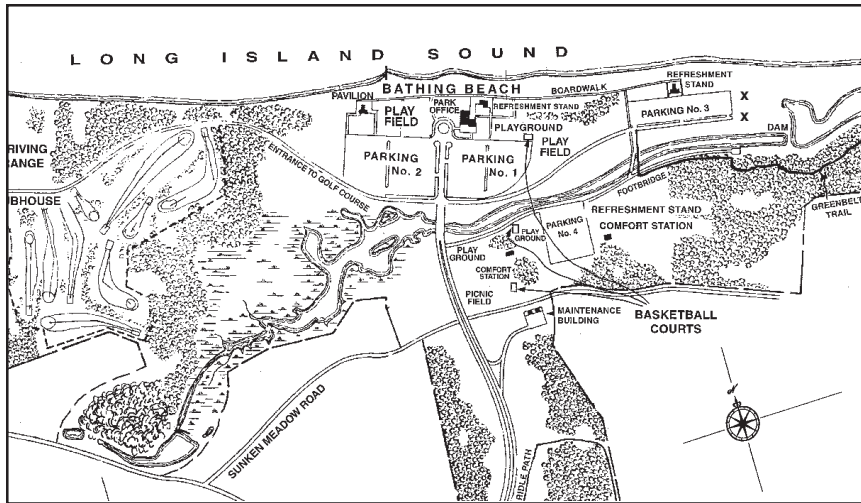 LONG ISLAND SOUND
BATHING BEACH
BOARDWALK
REFRESHMENT
STAND
PAVILION
PLAY
FIELD
PARK
OFFICE
REFRESHMENT STAND
PARKING No. 3
X
X
DAM
PLAYGROUND
PLAY
FIELD
RIVING
RANGE
ENTRANCE TO GOLF COURSE
PARKING
No. 2
PARKING
No. 1
UBHOUSE
FOOTBRIDGE
GREENBELT
TRAIL
REFRESHMENT STAND
COMFORT STATION
PARKING
No. 4
PLAY
GROUND
PLAY
GROUND
COMFORT
STATION
PICNIC
FIELD
MAINTENANCE
BUILDING
BASKETBALL
COURTS
SUNKEN MEADOW ROAD
RIDLE PATH